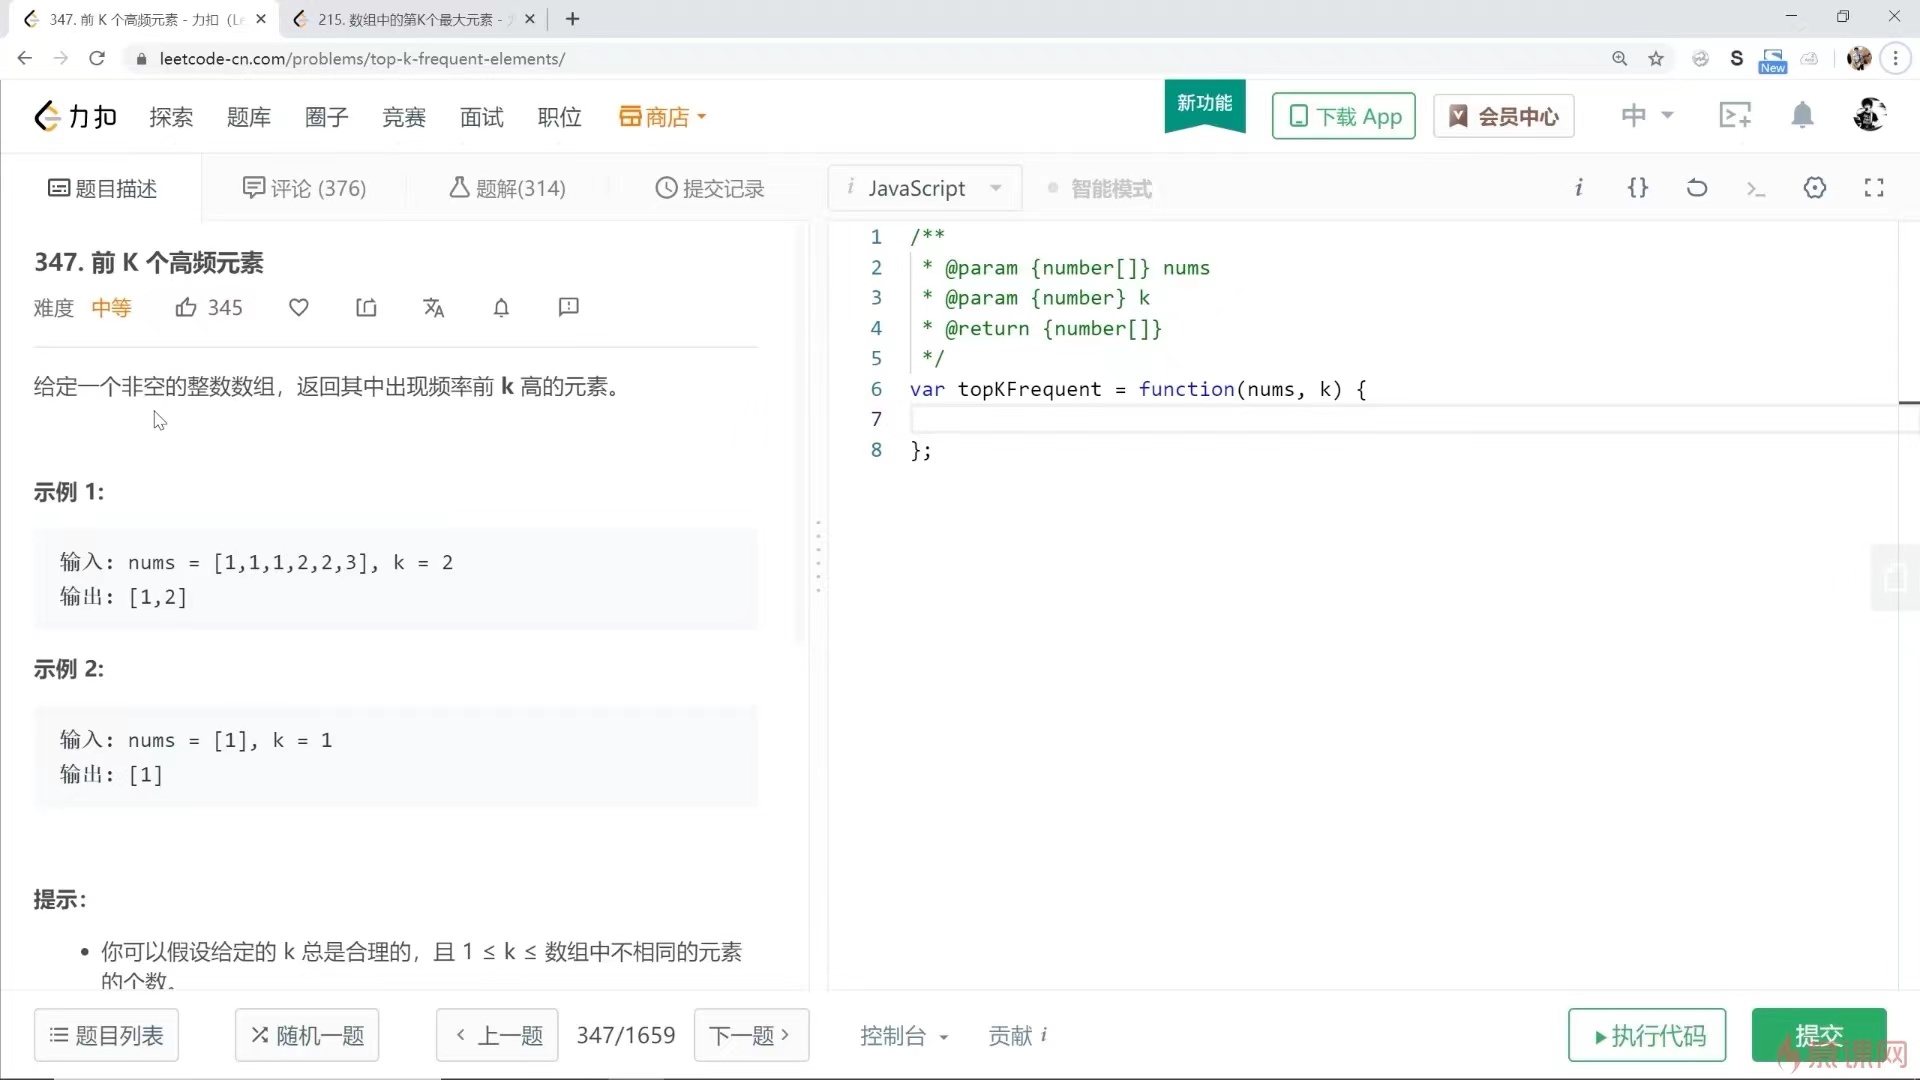 347. 前 K 个高频元素 - 力扣（Le
215. 数组中的第K个最大元素 -
leetcode-cn.com/problems/top-k-frequent-elements/
S
New
力扣 探索 题库 圈子 竞赛 面试 职位 商店 新功能 下载 App 会员中心 中
题目描述 评论 (376) 题解(314) 提交记录 i JavaScript 智能模式 i {} >_
347. 前 K 个高频元素
难度 中等 345
给定一个非空的整数数组，返回其中出现频率前 k 高的元素。
示例 1:
输入: nums = [1,1,1,2,2,3], k = 2
输出: [1,2]
示例 2:
输入: nums = [1], k = 1
输出: [1]
提示：
• 你可以假设给定的 k 总是合理的，且 1 ≤ k ≤ 数组中不相同的元素
的个数。
1 /**
2 * @param {number[]} nums
3 * @param {number} k
4 * @return {number[]}
5 */
6 var topKFrequent = function(nums, k) {
7
8 };
题目列表 随机一题 上一题 347/1659 下一题 控制台 贡献 i 执行代码 提交
慕课网